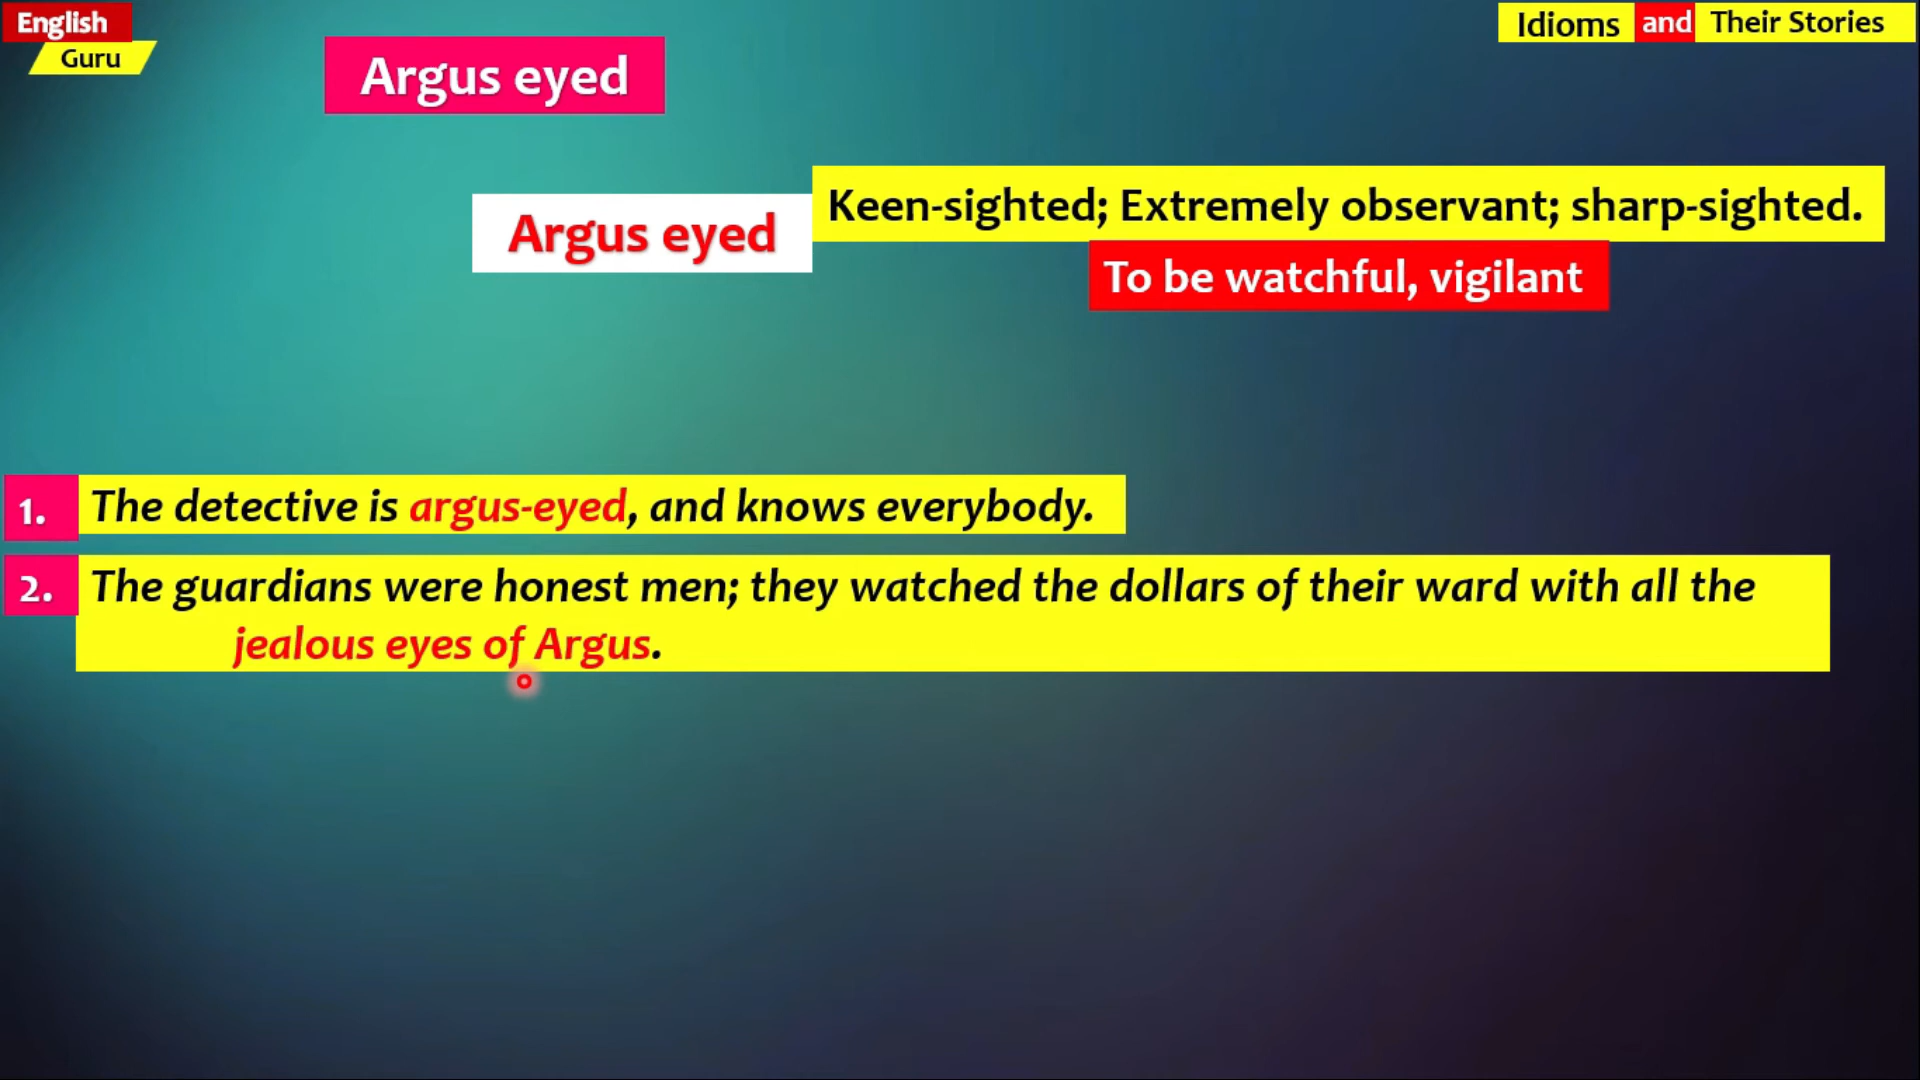 English
Guru
Idioms and Their Stories
Argus eyed
Argus eyed
Keen-sighted; Extremely observant; sharp-sighted.
To be watchful, vigilant
1. The detective is argus-eyed, and knows everybody.
2. The guardians were honest men; they watched the dollars of their ward with all the
jealous eyes of Argus.